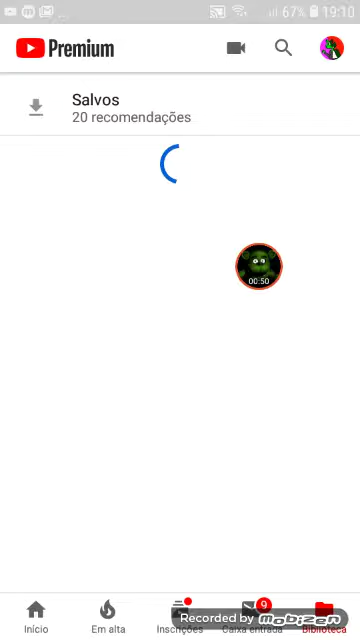 67% 19:10
Premium
Salvos
20 recomendações
00:50
Início
Em alta
Inscrições
9
Caixa entrada
Biblioteca
Recorded by mobizen